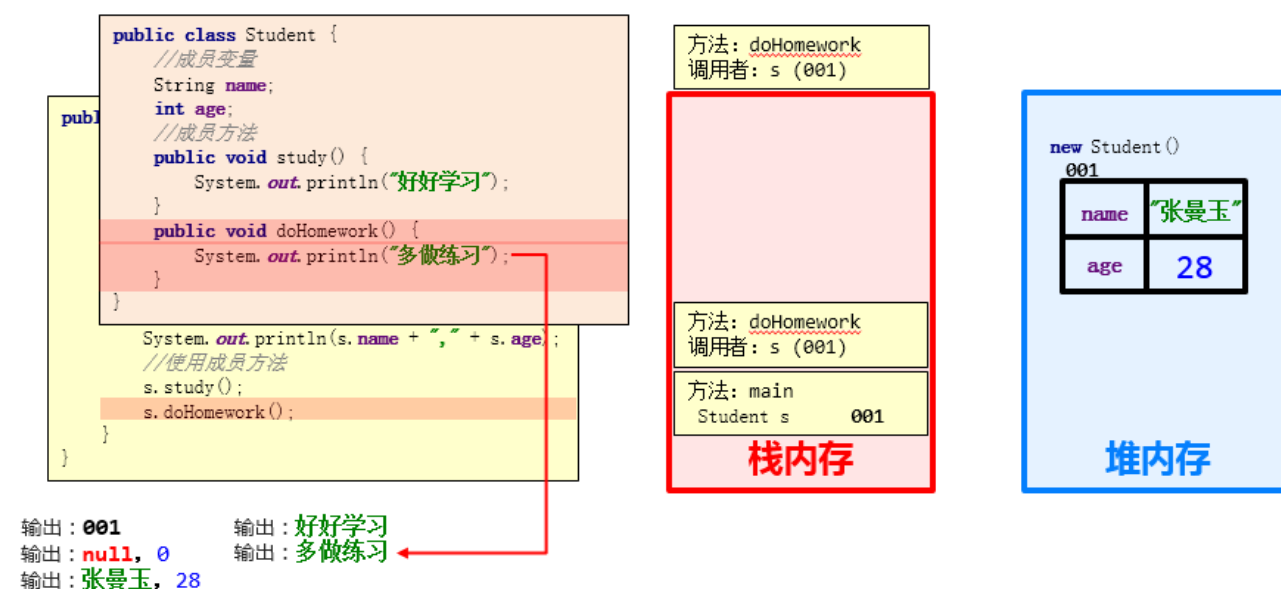 public class Student {
//成员变量
String name;
int age;
//成员方法
public void study() {
System.out.println("好好学习");
}
public void doHomework() {
System.out.println("多做练习");
}
}
publ
System.out.println(s.name + "," + s.age);
//使用成员方法
s.study();
s.doHomework();
}
}
输出：001
输出：null，0
输出：张曼玉，28
输出：好好学习
输出：多做练习
方法：doHomework
调用者：s (001)
方法：doHomework
调用者：s (001)
方法：main
Student s 001
栈内存
new Student()
001
name "张曼玉"
age 28
堆内存